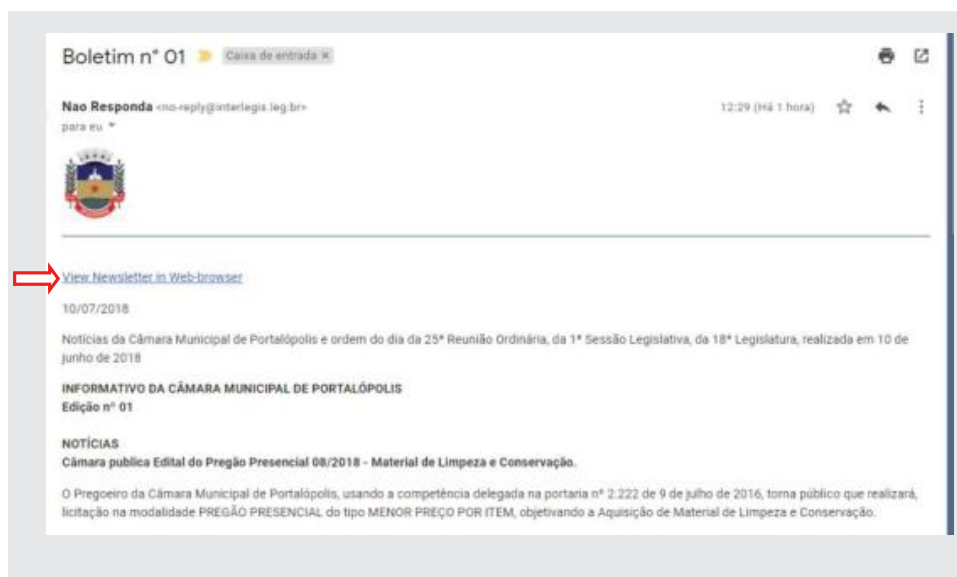 Boletim n° 01 Caixa de entrada ×
Nao Responda <no-reply@interlegis.leg.br> 12:29 (Há 1 hora)
para eu
View Newsletter in Web-browser
10/07/2018
Notícias da Câmara Municipal de Portalópolis e ordem do dia da 25ª Reunião Ordinária, da 1ª Sessão Legislativa, da 18ª Legislatura, realizada em 10 de
junho de 2018
INFORMATIVO DA CÂMARA MUNICIPAL DE PORTALÓPOLIS
Edição nº 01
NOTÍCIAS
Câmara publica Edital do Pregão Presencial 08/2018 - Material de Limpeza e Conservação.
O Pregoeiro da Câmara Municipal de Portalópolis, usando a competência delegada na portaria nº 2.222 de 9 de julho de 2016, torna público que realizará,
licitação na modalidade PREGÃO PRESENCIAL do tipo MENOR PREÇO POR ITEM, objetivando a Aquisição de Material de Limpeza e Conservação.